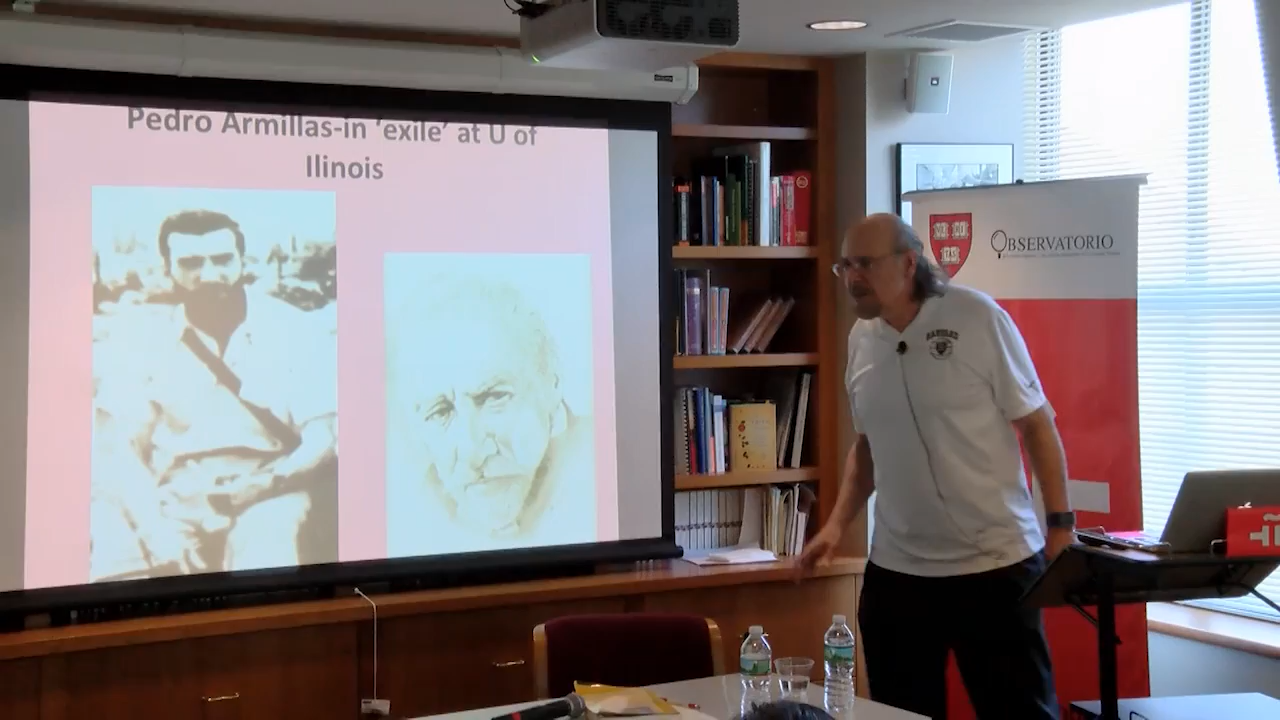 Pedro Armillas-in 'exile' at U of
Ilinois
OBSERVATORIO